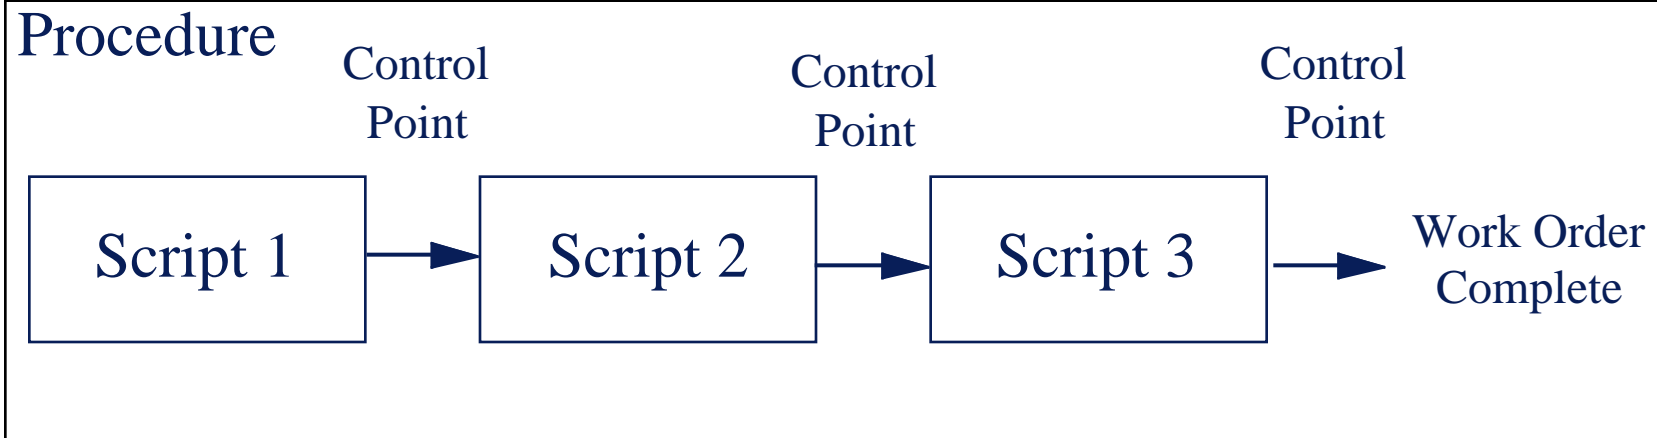 Procedure
Control
Point
Control
Point
Control
Point
Script 1
Script 2
Script 3
Work Order
Complete